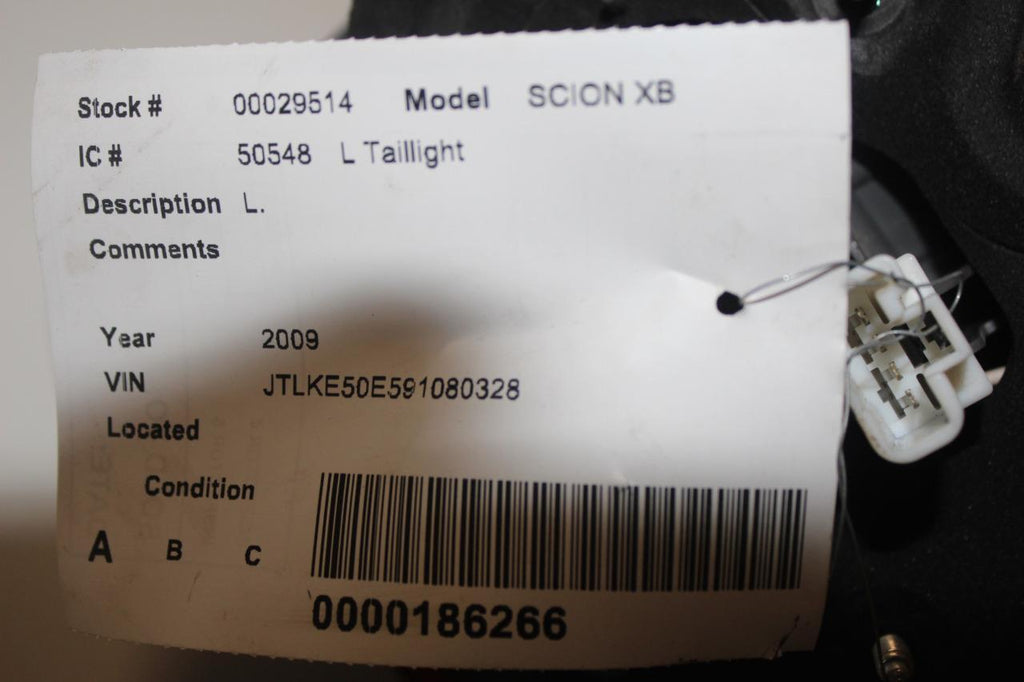 Stock # 00029514 Model SCION XB
IC # 50548 L Taillight
Description L.
Comments
Year 2009
VIN JTLKE50E591080328
Located
Condition
A B C
0000186266